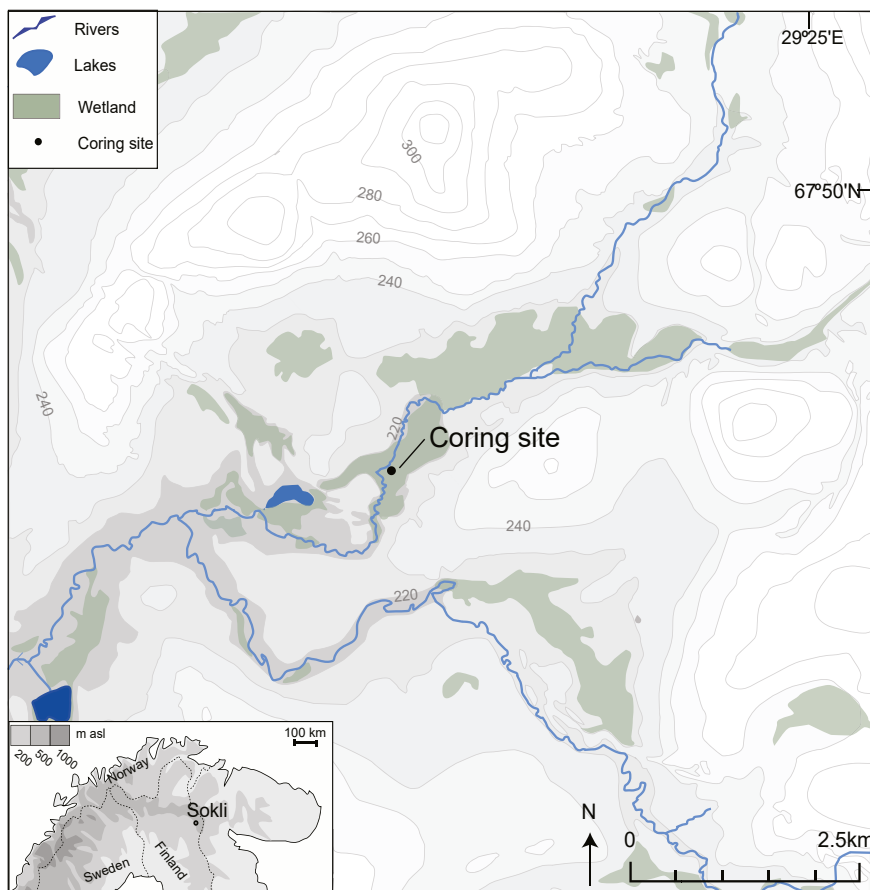 Rivers
Lakes
Wetland
Coring site
29°25'E
67°50'N
300
280
260
240
240
220
Coring site
240
220
m asl
200
500
1000
100 km
Norway
Sokli
Sweden
Finland
N
0
2.5km